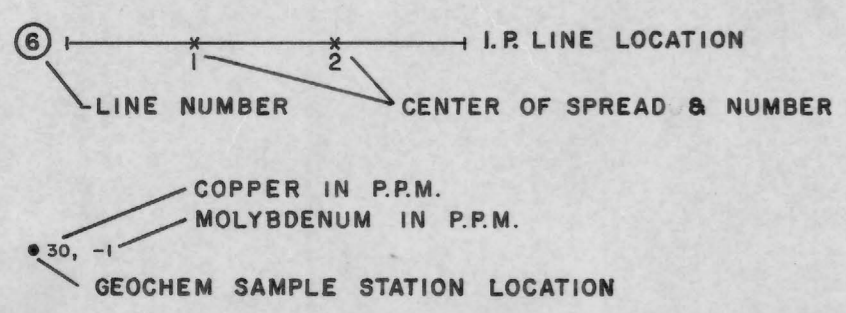 6 I.P. LINE LOCATION
1 2
LINE NUMBER CENTER OF SPREAD & NUMBER
COPPER IN P.P.M.
MOLYBDENUM IN P.P.M.
30, -1
GEOCHEM SAMPLE STATION LOCATION